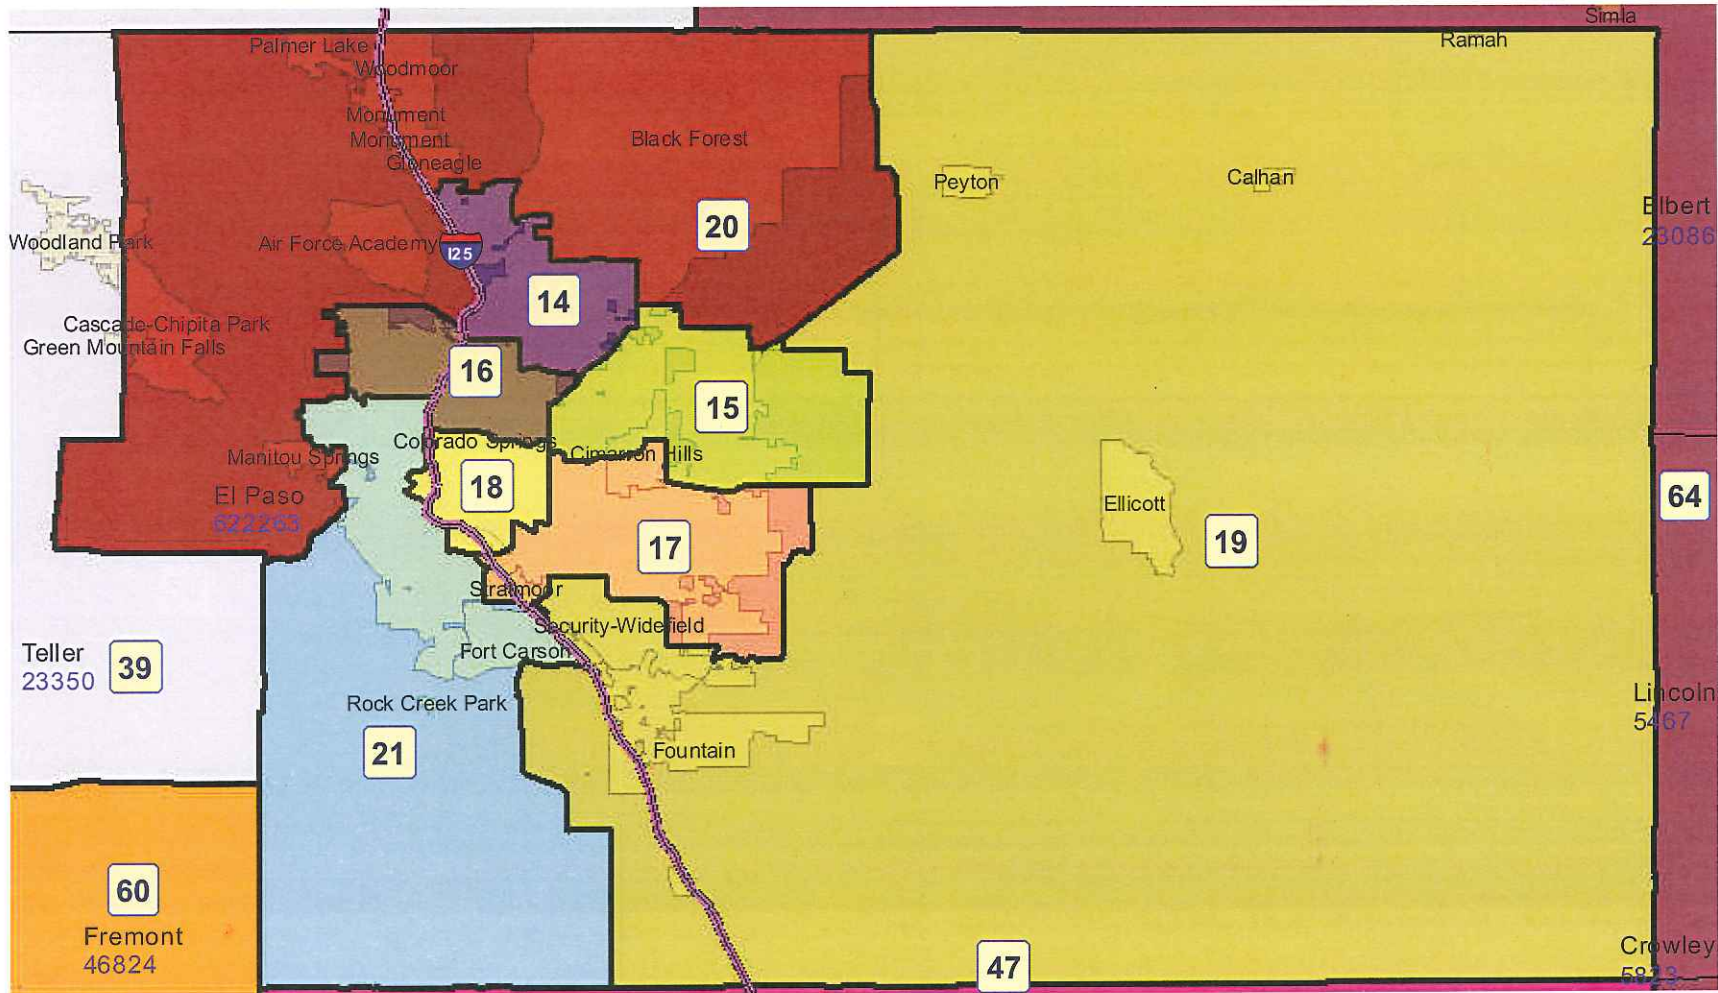 Simla
Ramah
Palmer Lake
Woodmoor
Monument
Monument
Gloneagle
Black Forest
Peyton
Calhan
Elbert
23086
20
Woodland Park
Air Force Academy
I25
14
Cascade-Chipita Park
Green Mountain Falls
16
15
Colorado Springs
Manitou Springs
Cimarron Hills
El Paso
622263
18
17
Ellicott
19
64
Stratmoor
Security-Widefield
Fort Carson
Teller
23350
39
Rock Creek Park
21
Fountain
Lincoln
5467
60
Fremont
46824
47
Crowley
5823